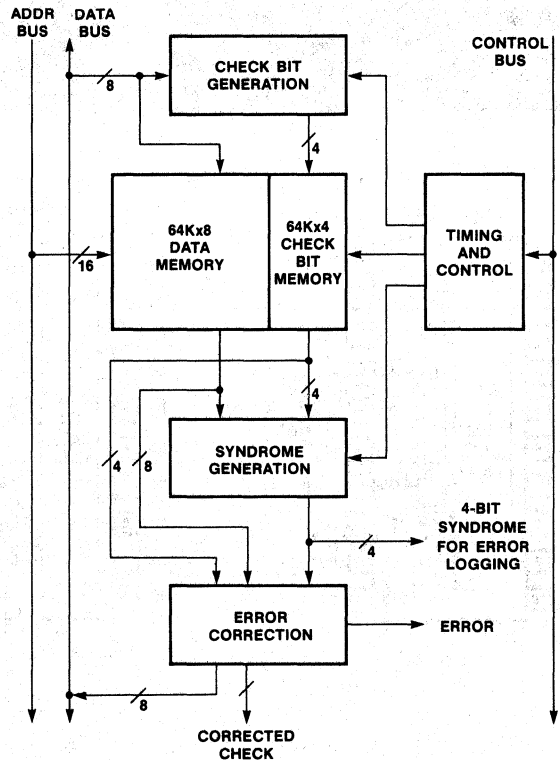 ADDR
BUS
DATA
BUS
CONTROL
BUS
CHECK BIT
GENERATION
8
4
64Kx8
DATA
MEMORY
64Kx4
CHECK
BIT
MEMORY
TIMING
AND
CONTROL
16
4
4
8
SYNDROME
GENERATION
4-BIT
SYNDROME
FOR ERROR
LOGGING
4
ERROR
CORRECTION
ERROR
8
CORRECTED
CHECK